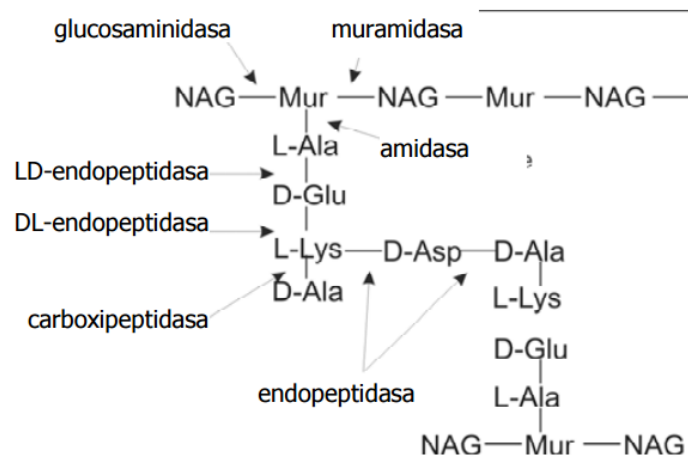 glucosaminidasa muramidasa
NAG—Mur—NAG—Mur—NAG—
L-Ala amidasa
e
LD-endopeptidasa
D-Glu
DL-endopeptidasa
L-Lys—D-Asp—D-Ala
D-Ala L-Lys
carboxipeptidasa
D-Glu
endopeptidasa L-Ala
NAG—Mur—NAG